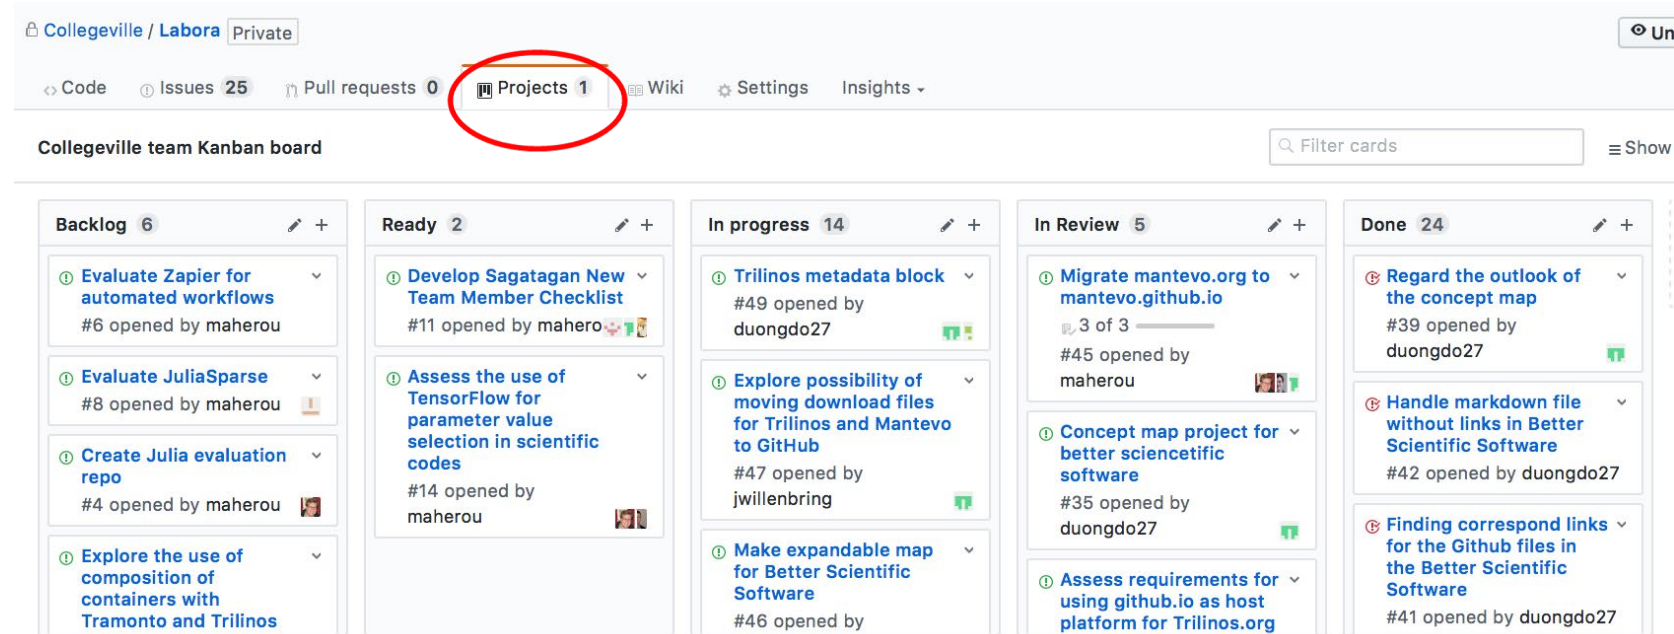 Collegeville / Labora Private
Un
Code Issues 25 Pull requests 0 Projects 1 Wiki Settings Insights
Collegeville team Kanban board
Filter cards
Show
Backlog 6
Evaluate Zapier for
automated workflows
#6 opened by maherou
Evaluate JuliaSparse
#8 opened by maherou
Create Julia evaluation
repo
#4 opened by maherou
Explore the use of
composition of
containers with
Tramonto and Trilinos
Ready 2
Develop Sagatagan New
Team Member Checklist
#11 opened by mahero
Assess the use of
TensorFlow for
parameter value
selection in scientific
codes
#14 opened by
maherou
In progress 14
Trilinos metadata block
#49 opened by
duongdo27
Explore possibility of
moving download files
for Trilinos and Mantevo
to GitHub
#47 opened by
jwillenbring
Make expandable map
for Better Scientific
Software
#46 opened by
In Review 5
Migrate mantevo.org to
mantevo.github.io
3 of 3
#45 opened by
maherou
Concept map project for
better sciencetific
software
#35 opened by
duongdo27
Assess requirements for
using github.io as host
platform for Trilinos.org
Done 24
Regard the outlook of
the concept map
#39 opened by
duongdo27
Handle markdown file
without links in Better
Scientific Software
#42 opened by duongdo27
Finding correspond links
for the Github files in
the Better Scientific
Software
#41 opened by duongdo27